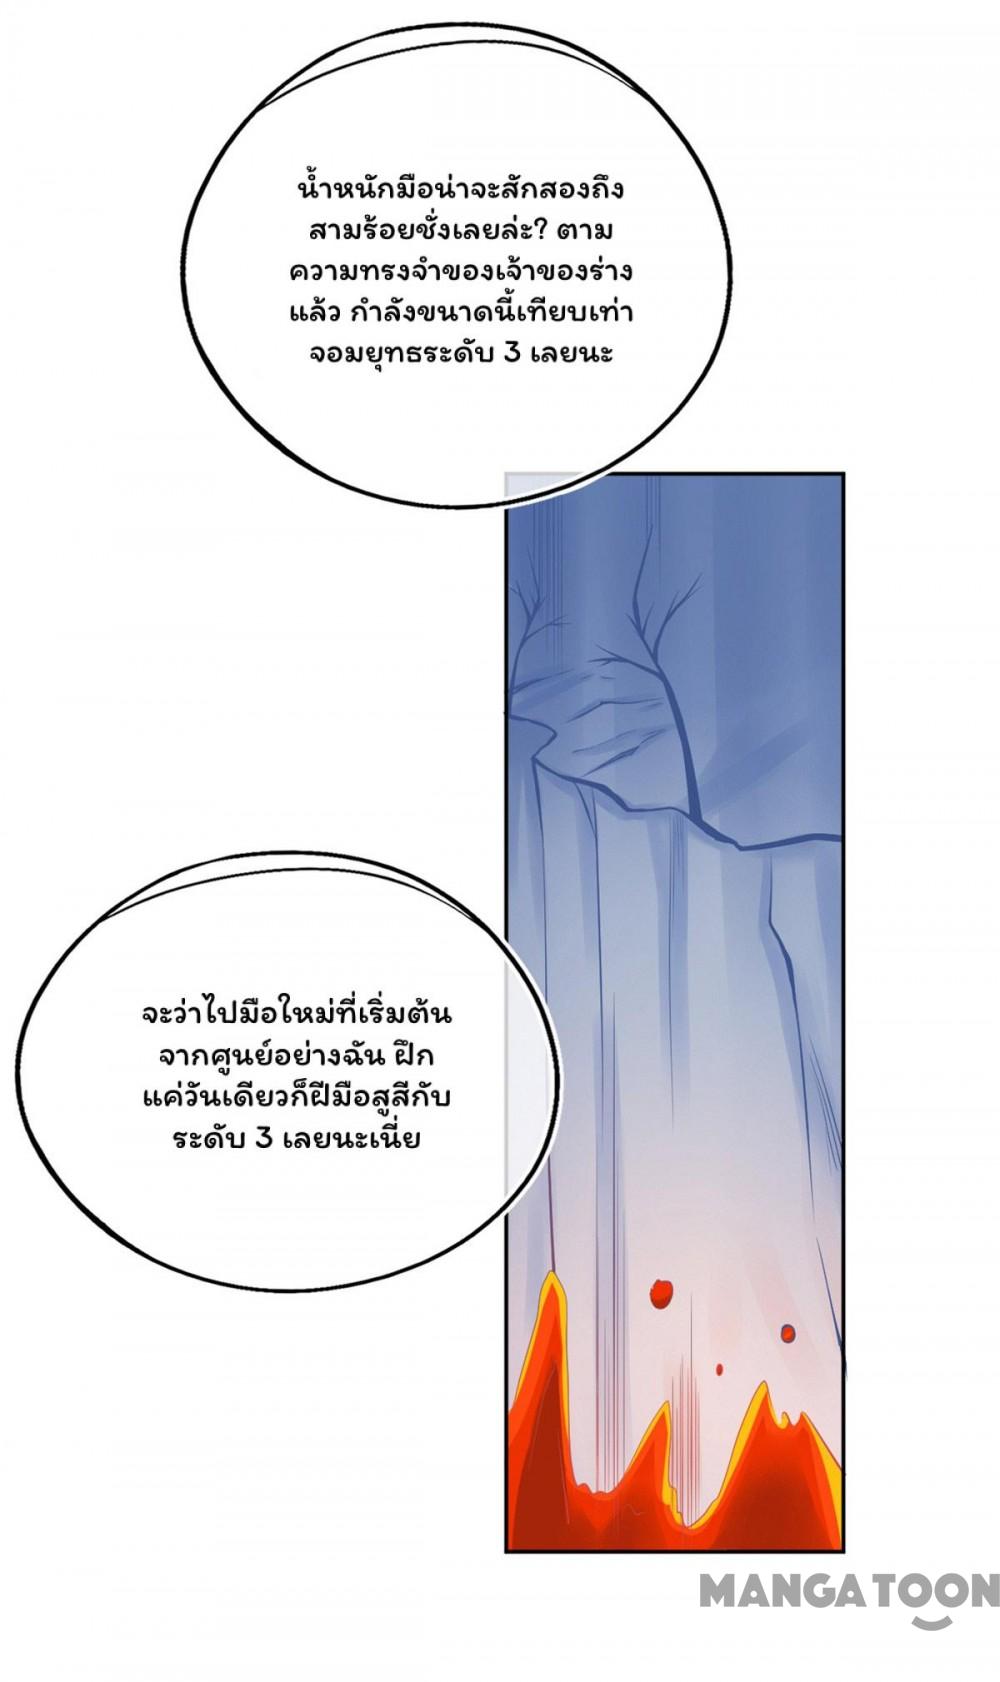 น้ำหนักมือน่าจะสักสองถึง
สามร้อยชั่งเลยล่ะ? ตาม
ความทรงจำของเจ้าของร่าง
แล้ว กำลังขนาดนี้เทียบเท่า
จอมยุทธระดับ 3 เลยนะ
จะว่าไปมือใหม่ที่เริ่มต้น
จากศูนย์อย่างฉัน ฝึก
แค่วันเดียวก็ฝีมือสูสีกับ
ระดับ 3 เลยนะเนี่ย
MANGATOON